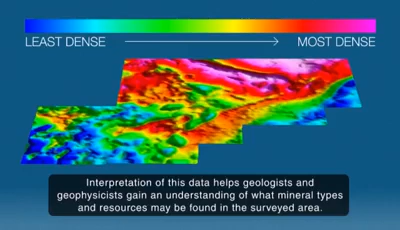 LEAST DENSE
MOST DENSE
Interpretation of this data helps geologists and
geophysicists gain an understanding of what mineral types
and resources may be found in the surveyed area.